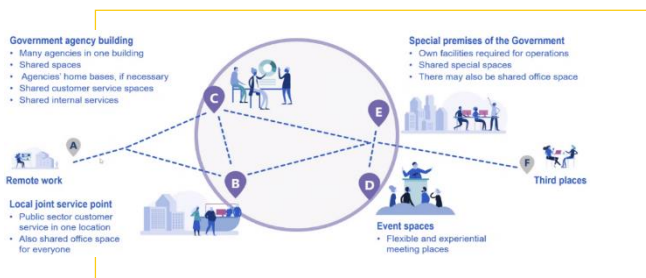 Government agency building
• Many agencies in one building
• Shared spaces
• Agencies' home bases, if necessary
• Shared customer service spaces
• Shared internal services
Special premises of the Government
• Own facilities required for operations
• Shared special spaces
• There may also be shared office space
C
E
A
F
Remote work
Third places
B
D
Local joint service point
• Public sector customer
service in one location
• Also shared office space
for everyone
Event spaces
• Flexible and experiential
meeting places